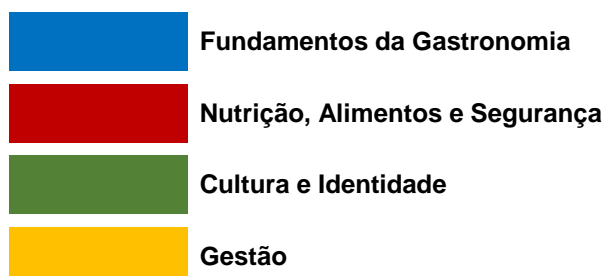 Fundamentos da Gastronomia
Nutrição, Alimentos e Segurança
Cultura e Identidade
Gestão